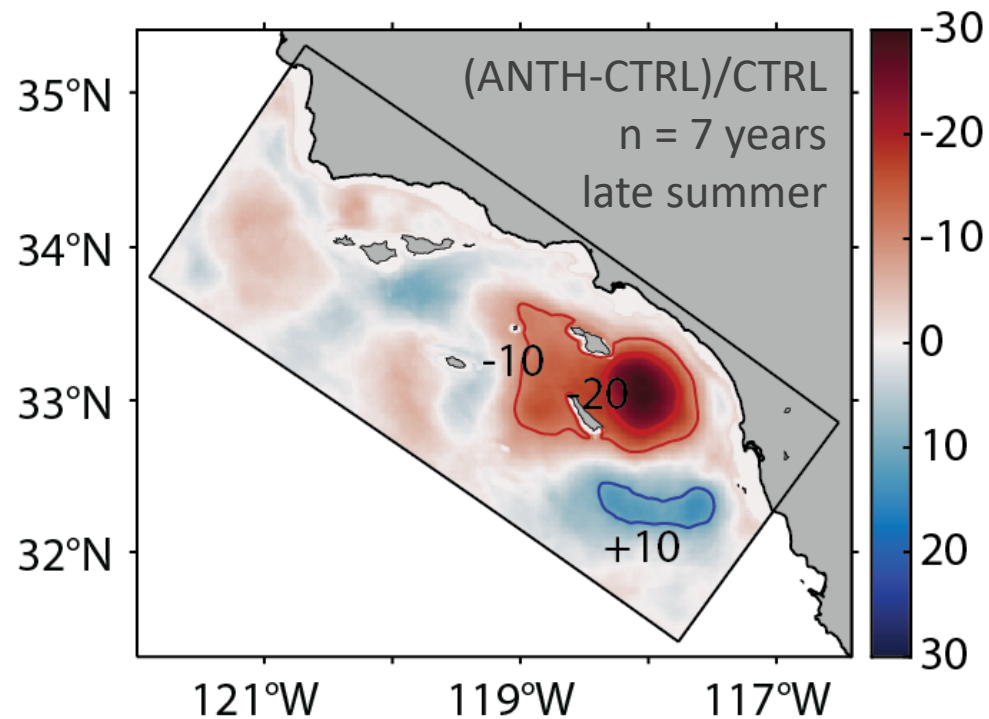 (ANTH-CTRL)/CTRL
n = 7 years
late summer
35°N
34°N
33°N
32°N
121°W
119°W
117°W
-10
-20
+10
-30
-20
-10
0
10
20
30